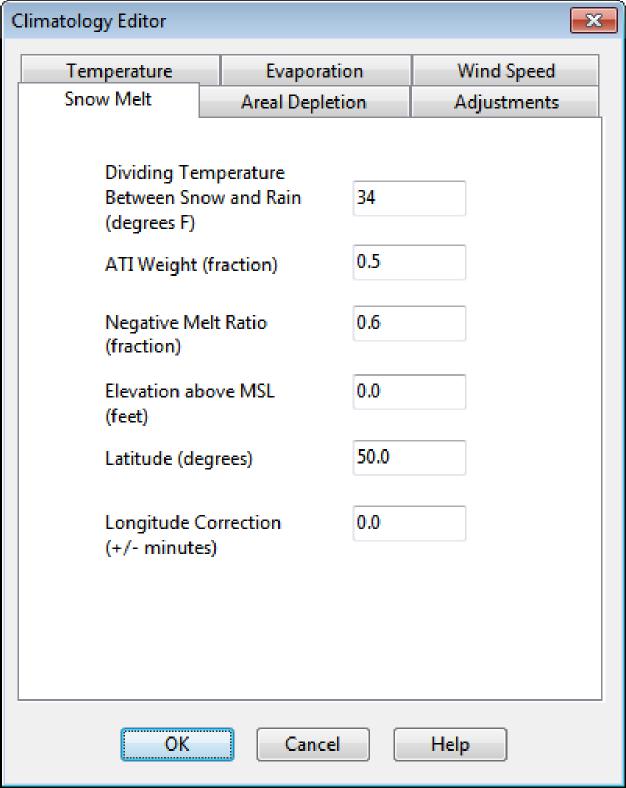 Climatology Editor
Temperature
Evaporation
Wind Speed
Snow Melt
Areal Depletion
Adjustments
Dividing Temperature
Between Snow and Rain
(degrees F)
34
ATI Weight (fraction)
0.5
Negative Melt Ratio
(fraction)
0.6
Elevation above MSL
(feet)
0.0
Latitude (degrees)
50.0
Longitude Correction
(+/- minutes)
0.0
OK
Cancel
Help